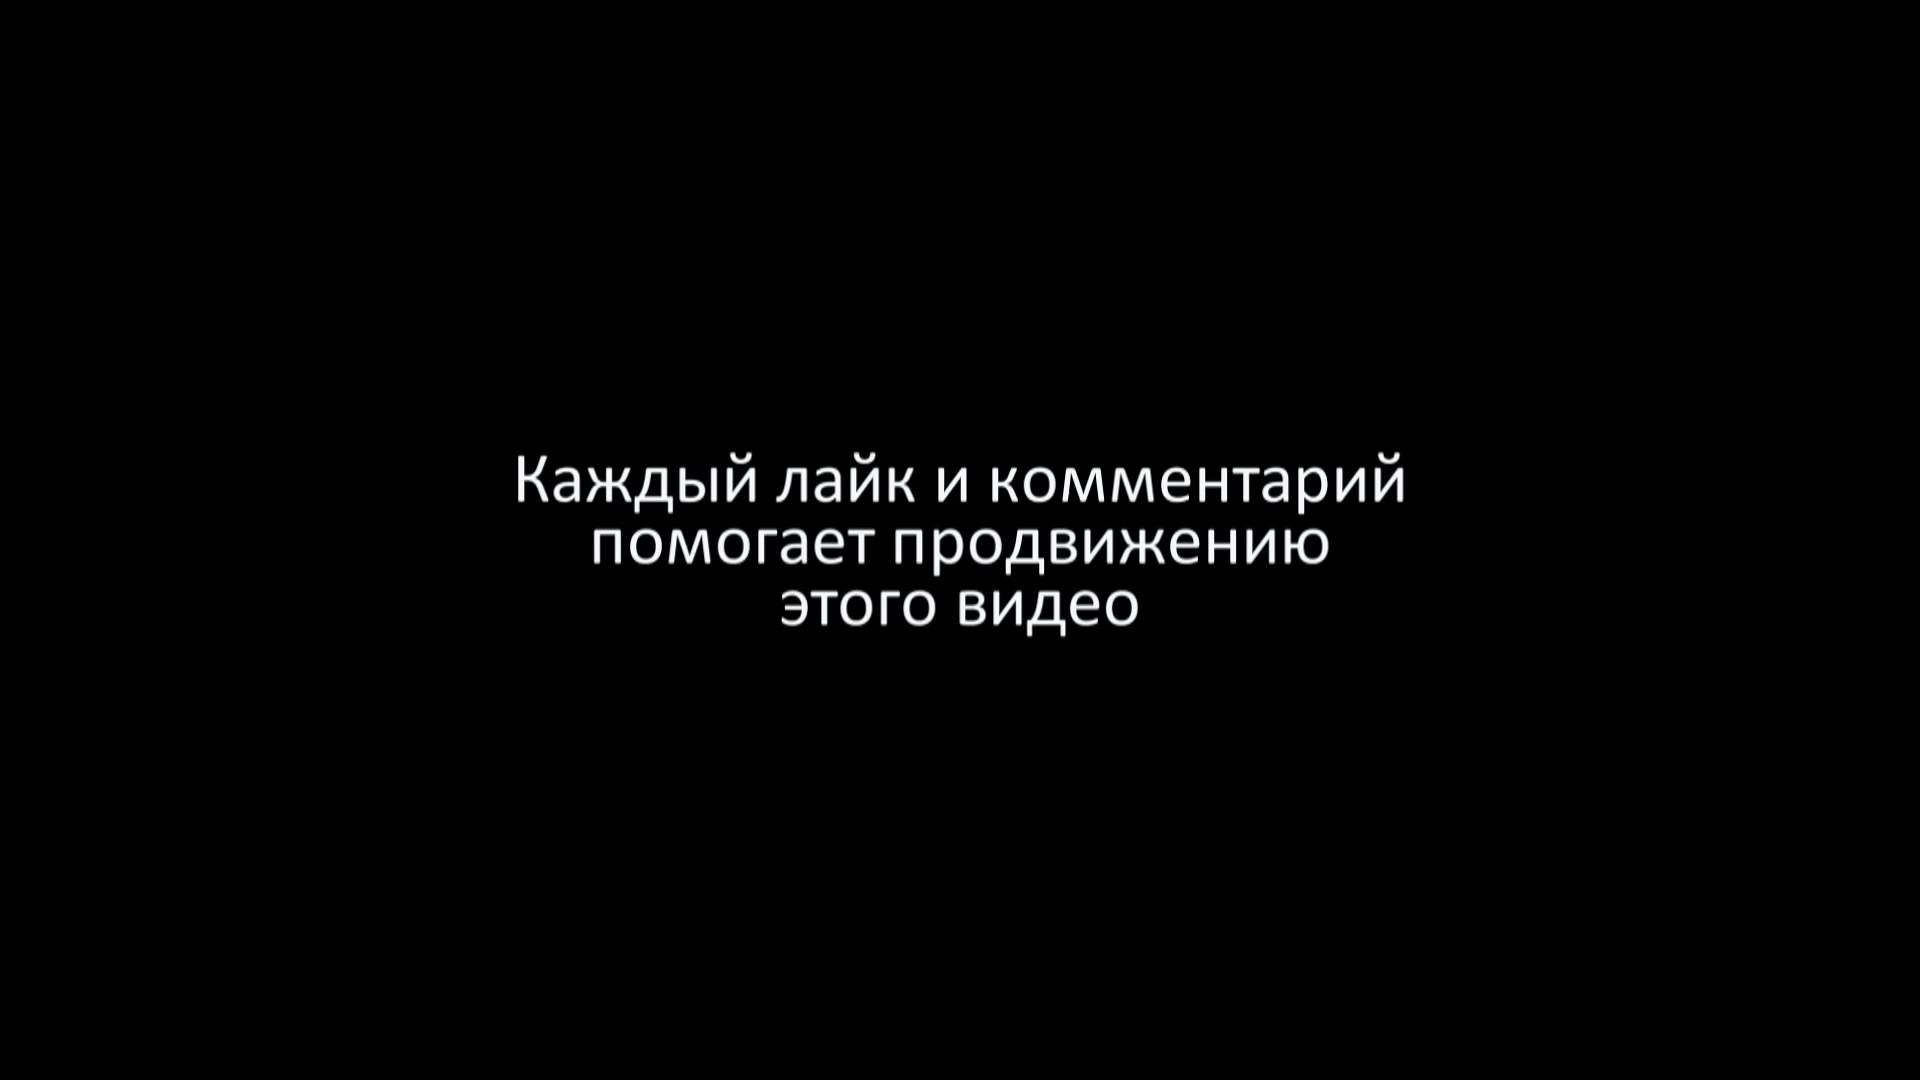 Каждый лайк и комментарий
помогает продвижению
этого видео